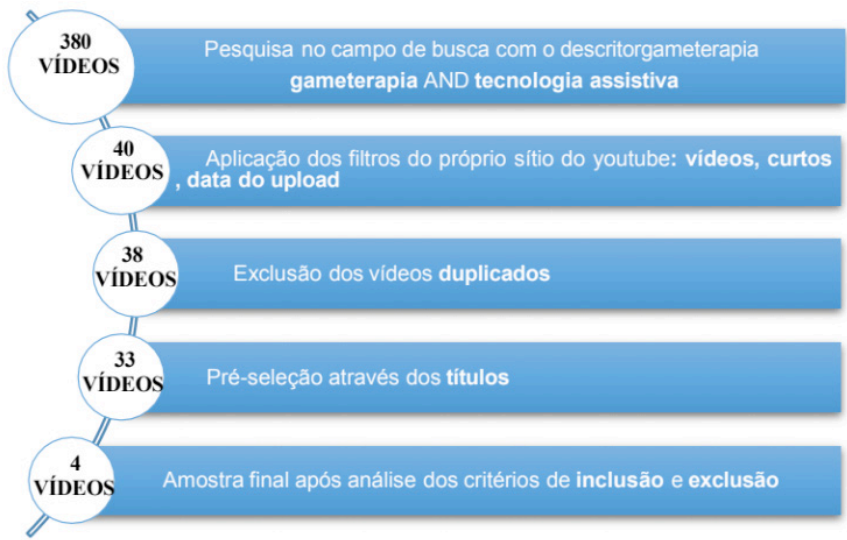 380
VÍDEOS
Pesquisa no campo de busca com o descritorgameterapia
gameterapia AND tecnologia assistiva
40
VÍDEOS
Aplicação dos filtros do próprio sítio do youtube: vídeos, curtos
, data do upload
38
VÍDEOS
Exclusão dos vídeos duplicados
33
VÍDEOS
Pré-seleção através dos títulos
4
VÍDEOS
Amostra final após análise dos critérios de inclusão e exclusão